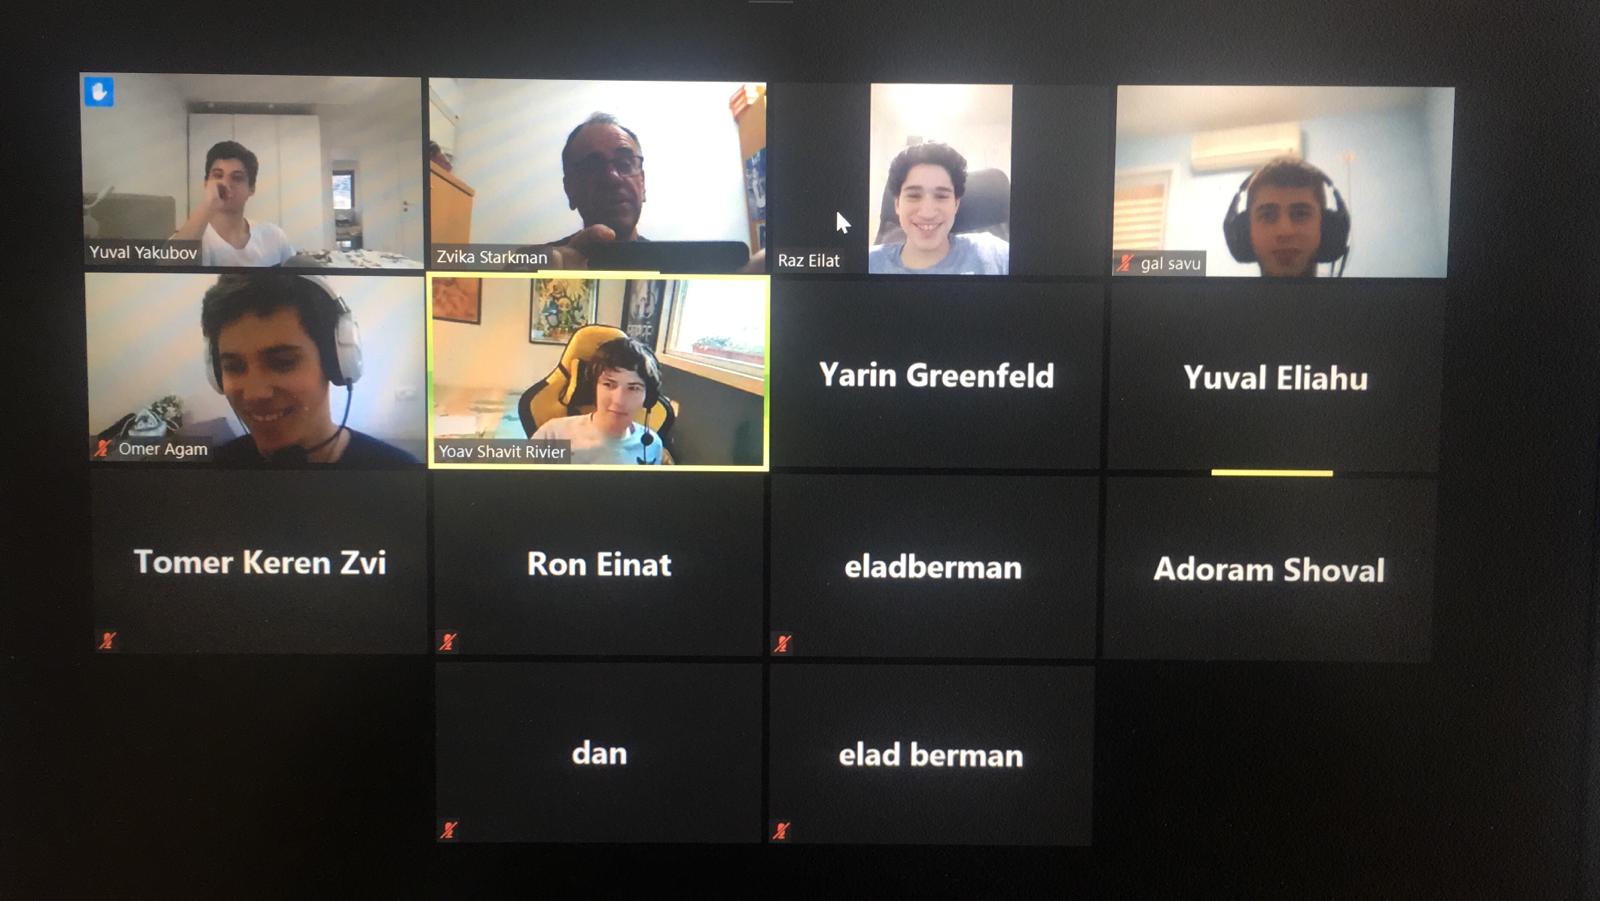 Yuval Yakubov
Zvika Starkman
Raz Eilat
gal savu
Omer Agam
Yoav Shavit Rivier
Yarin Greenfeld
Yuval Eliahu
Tomer Keren Zvi
Ron Einat
eladberman
Adoram Shoval
dan
elad berman